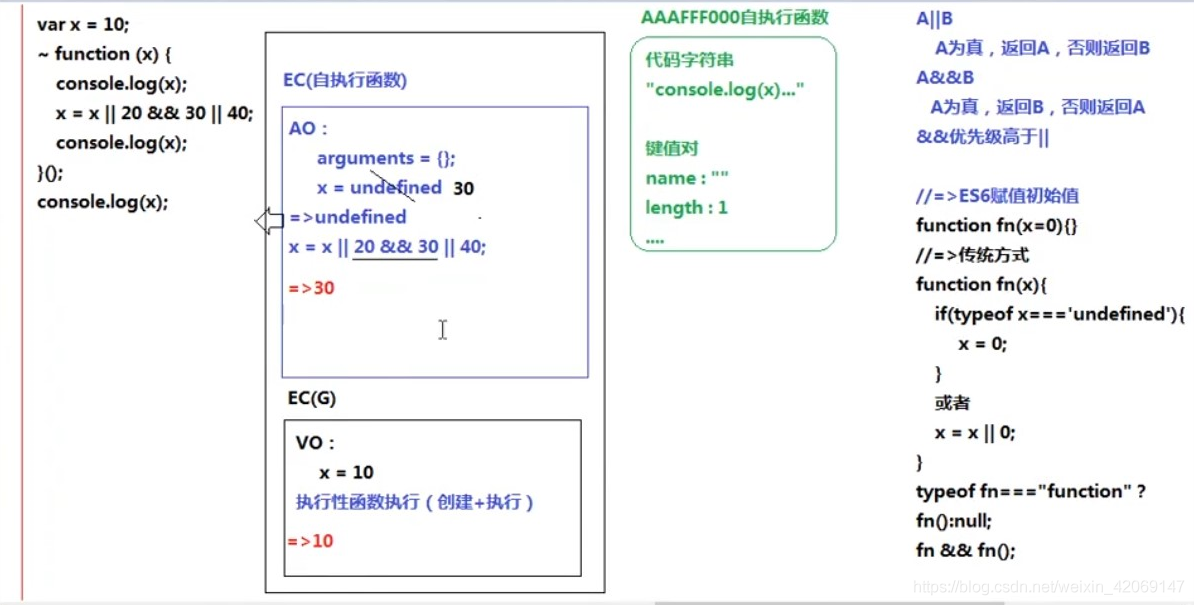 var x = 10;
~ function (x) {
console.log(x);
x = x || 20 && 30 || 40;
console.log(x);
}();
console.log(x);
EC(自执行函数)
AO：
arguments = {};
x = undefined 30
=>undefined
x = x || 20 && 30 || 40;
=>30
EC(G)
VO：
x = 10
执行性函数执行（创建+执行）
=>10
AAAFFF000自执行函数
代码字符串
"console.log(x)..."
键值对
name : ""
length : 1
....
A||B
A为真，返回A，否则返回B
A&&B
A为真，返回B，否则返回A
&&优先级高于||
//=>ES6赋值初始值
function fn(x=0){}
//=>传统方式
function fn(x){
if(typeof x==='undefined'){
x = 0;
}
或者
x = x || 0;
}
typeof fn==="function" ?
fn():null;
fn && fn();
https://blog.csdn.net/weixin_42069147